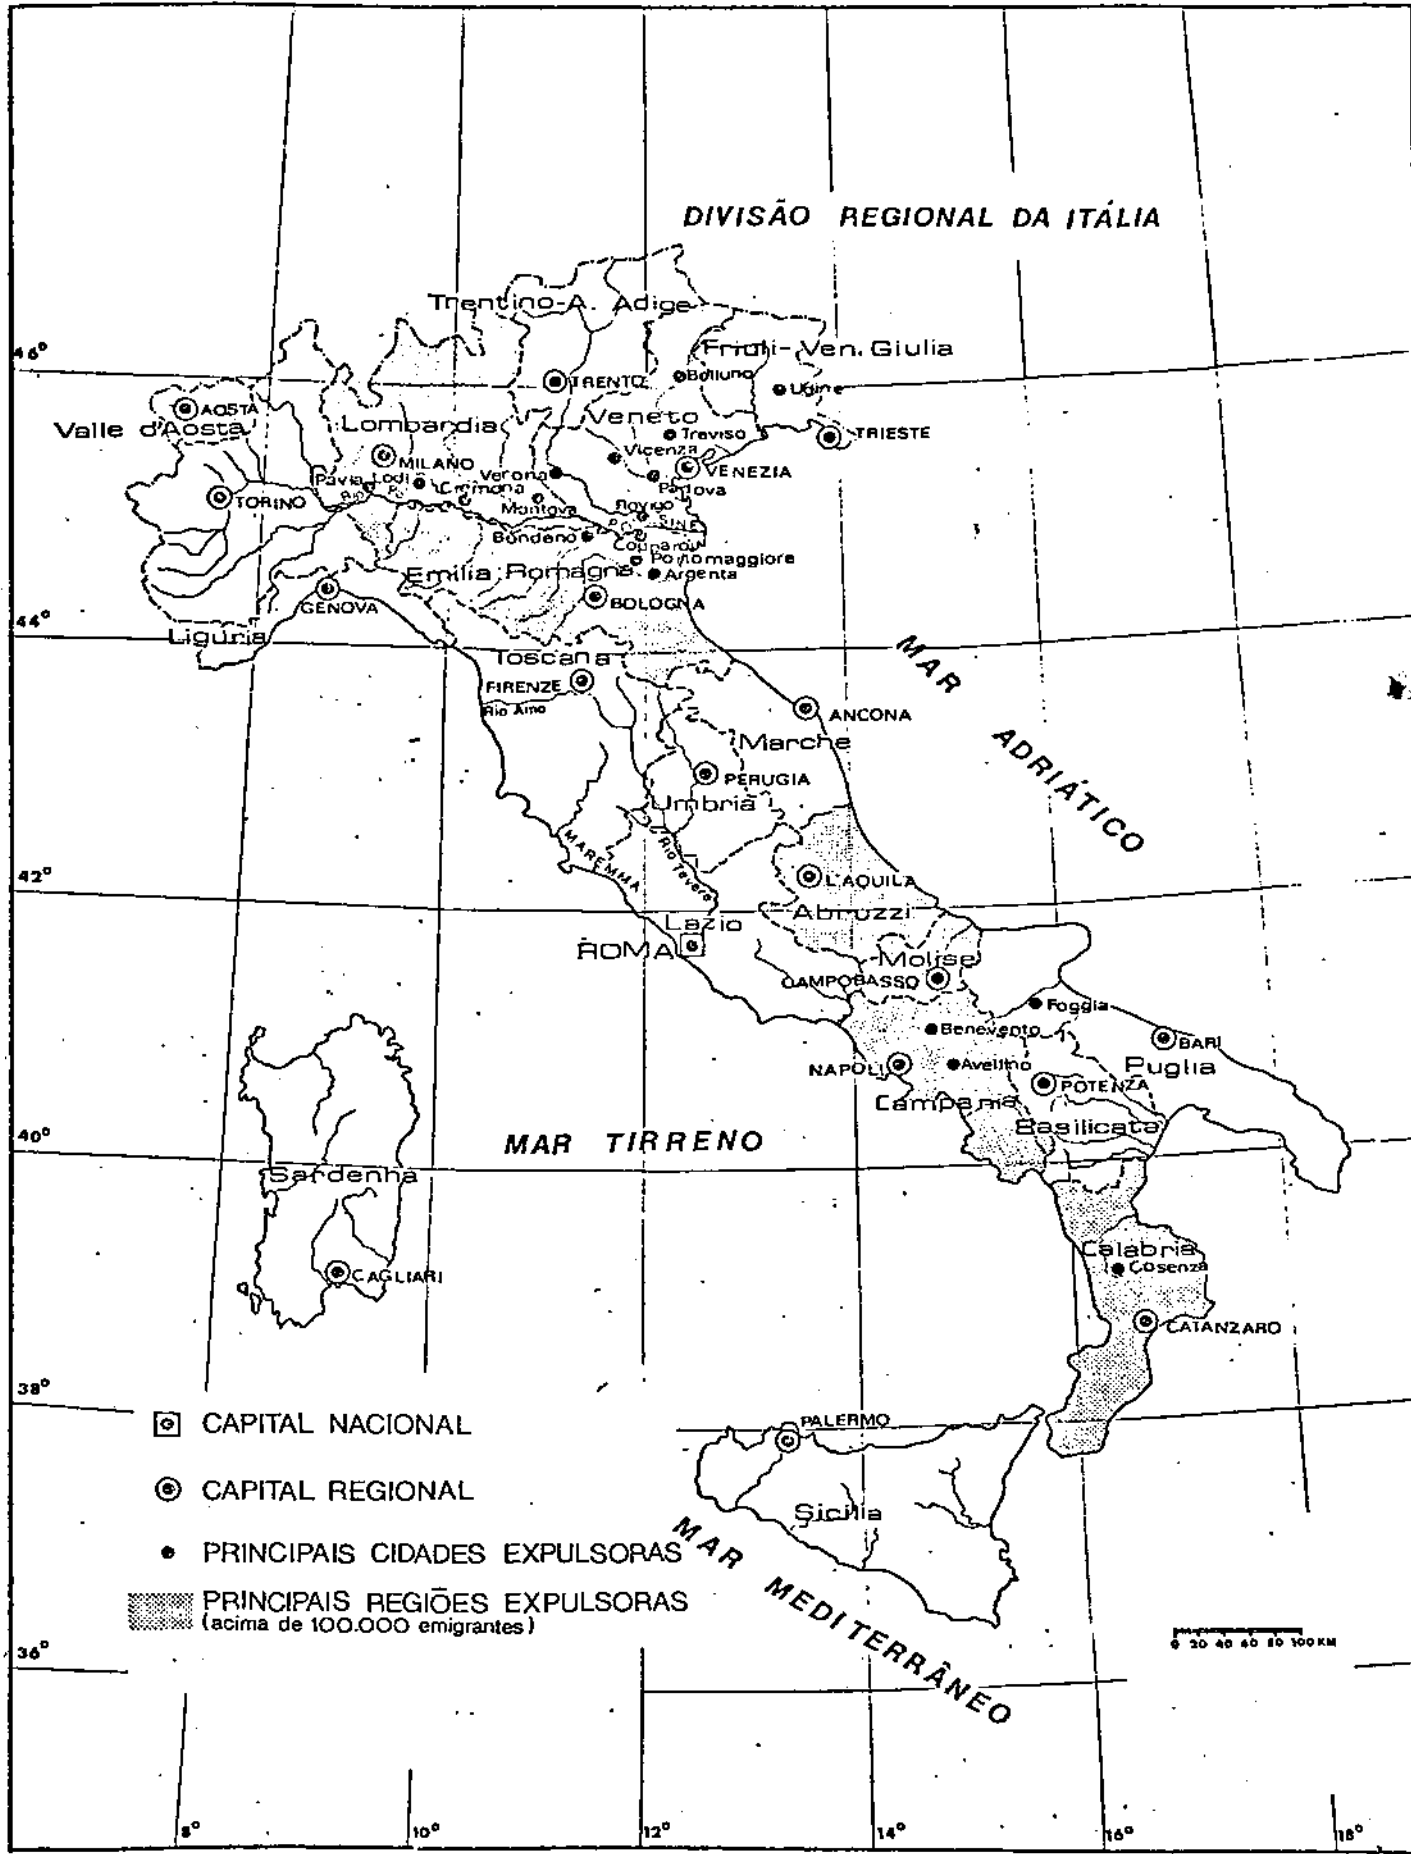 DIVISÃO REGIONAL DA ITÁLIA
Trentino-A. Adige
Friuli-Ven. Giulia
46°
TRENTO
Belluno
Udine
AOSTA
Valle d'Aosta
Lombardia
Veneto
Treviso
TRIESTE
Vicenza
MILANO
VENEZIA
Verona
Padova
Pavia
Lodi
Cremona
Mantova
TORINO
Rio
Po
Rovigo
Bondeno
Portomaggiore
Argenta
Emilia Romagna
BOLOGNA
GENOVA
44°
Liguria
Toscana
FIRENZE
Rio Arno
ANCONA
Marche
PERUGIA
Umbria
MAR ADRIÁTICO
MAREMMA
Rio Tevere
42°
L'AQUILA
Abruzzi
Lazio
ROMA
Molise
CAMPOBASSO
Foggia
Benevento
BARI
NAPOLI
Avellino
Puglia
POTENZA
Campania
Basilicata
40°
MAR TIRRENO
Sardenha
Calabria
Cosenza
CAGLIARI
CATANZARO
38°
PALERMO
Sicilia
MAR MEDITERRÂNEO
CAPITAL NACIONAL
CAPITAL REGIONAL
PRINCIPAIS CIDADES EXPULSORAS
PRINCIPAIS REGIÕES EXPULSORAS
(acima de 100.000 emigrantes)
0 20 40 60 80 100 KM
36°
8° 10° 12° 14° 16° 18°